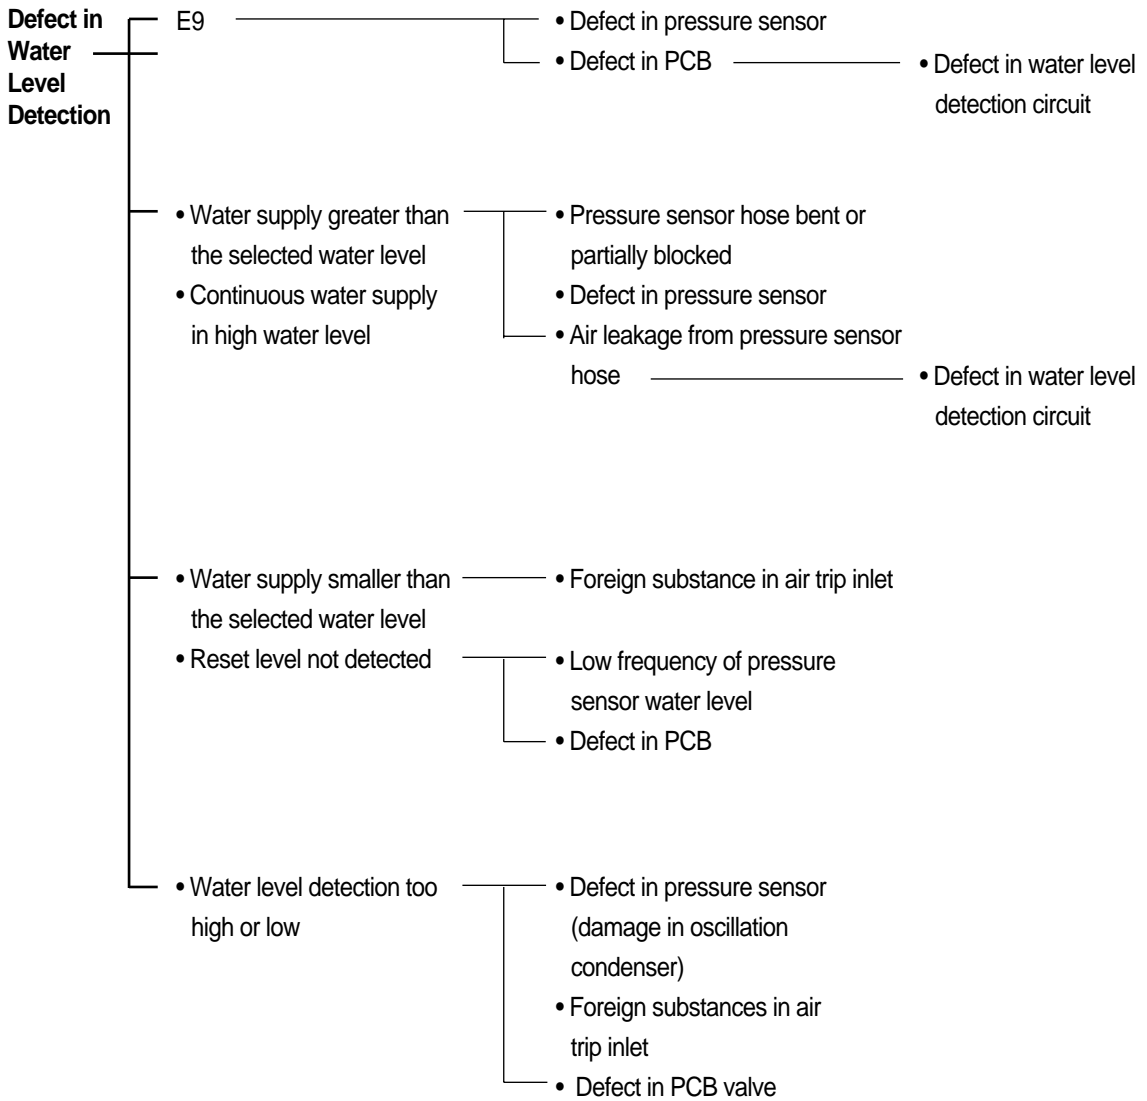 Defect in
Water
Level
Detection
E9
• Defect in pressure sensor
• Defect in PCB
• Defect in water level
detection circuit
• Water supply greater than
the selected water level
• Continuous water supply
in high water level
• Pressure sensor hose bent or
partially blocked
• Defect in pressure sensor
• Air leakage from pressure sensor
hose
• Defect in water level
detection circuit
• Water supply smaller than
the selected water level
• Reset level not detected
• Foreign substance in air trip inlet
• Low frequency of pressure
sensor water level
• Defect in PCB
• Water level detection too
high or low
• Defect in pressure sensor
(damage in oscillation
condenser)
• Foreign substances in air
trip inlet
• Defect in PCB valve